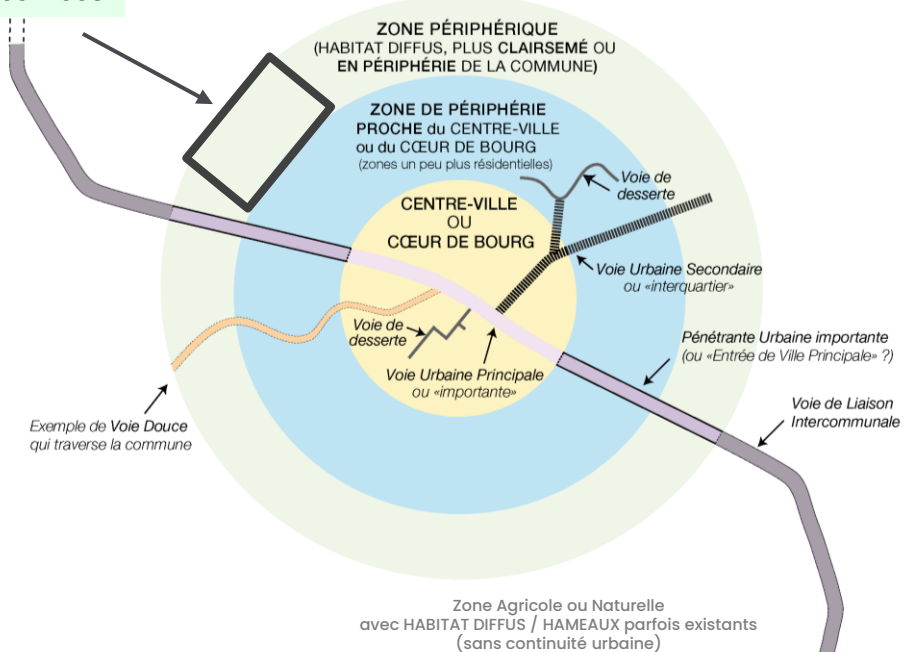 ZONE PÉRIPHÉRIQUE
(HABITAT DIFFUS, PLUS CLAIRSEMÉ OU
EN PÉRIPHÉRIE DE LA COMMUNE)
ZONE DE PÉRIPHÉRIE
PROCHE du CENTRE-VILLE
ou du CŒUR DE BOURG
(zones un peu plus résidentielles)
Voie de
desserte
CENTRE-VILLE
OU
CŒUR DE BOURG
Voie Urbaine Secondaire
ou «interquartier»
Voie de
desserte
Pénétrante Urbaine importante
(ou «Entrée de Ville Principale» ?)
Voie Urbaine Principale
ou «importante»
Voie de Liaison
Intercommunale
Exemple de Voie Douce
qui traverse la commune
Zone Agricole ou Naturelle
avec HABITAT DIFFUS / HAMEAUX parfois existants
(sans continuité urbaine)